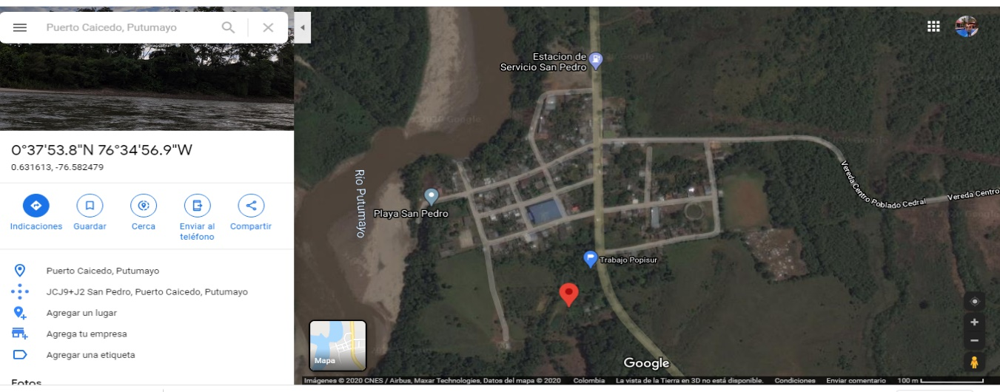 Puerto Caicedo, Putumayo
0°37'53.8"N 76°34'56.9"W
0.631613, -76.582479
Indicaciones
Guardar
Cerca
Enviar al
teléfono
Compartir
Puerto Caicedo, Putumayo
JCJ9+J2 San Pedro, Puerto Caicedo, Putumayo
Agregar un lugar
Agrega tu empresa
Agregar una etiqueta
Fotos
Estacion de
Servicio San Pedro
Río Putumayo
Playa San Pedro
Vereda Centro Poblado Cedral
Vereda Centro
Trabajo Popisur
Mapa
Google
Imágenes © 2020 CNES / Airbus, Maxar Technologies, Datos del mapa © 2020 Colombia La vista de la Tierra en 3D no está disponible. Condiciones Enviar comentario 100 m